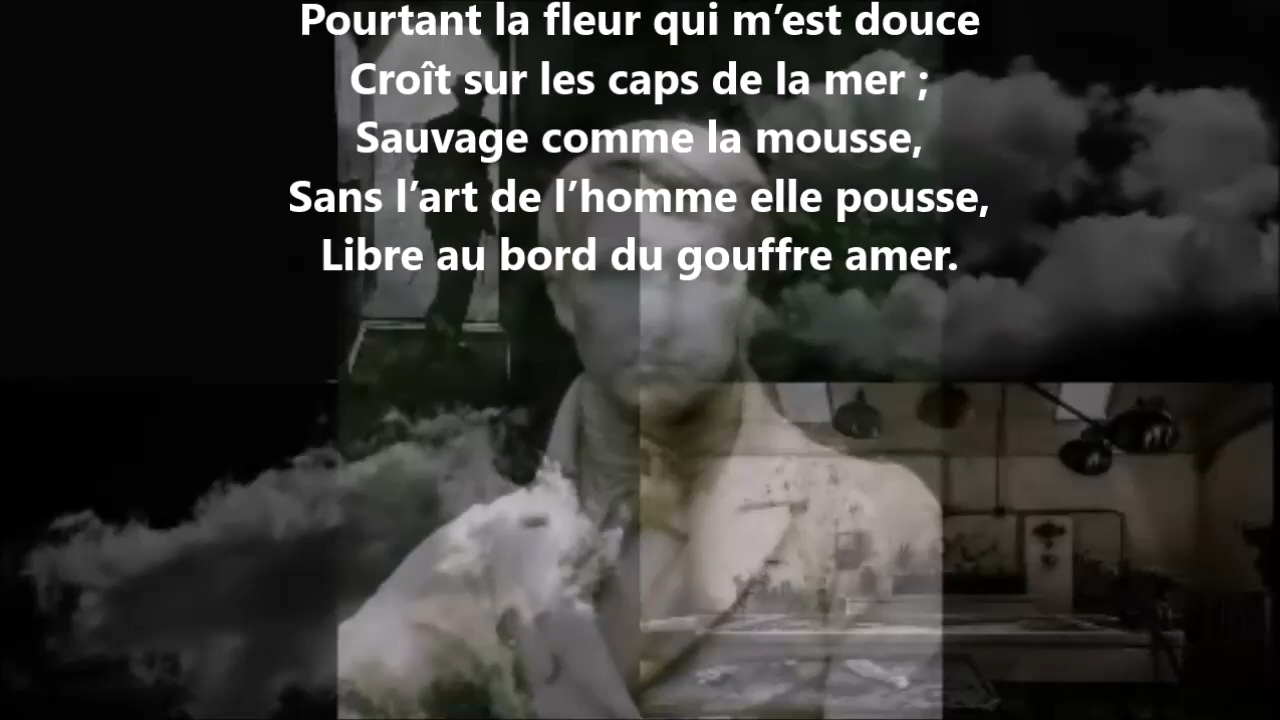 Pourtant la fleur qui m’est douce
Croît sur les caps de la mer ;
Sauvage comme la mousse,
Sans l’art de l’homme elle pousse,
Libre au bord du gouffre amer.